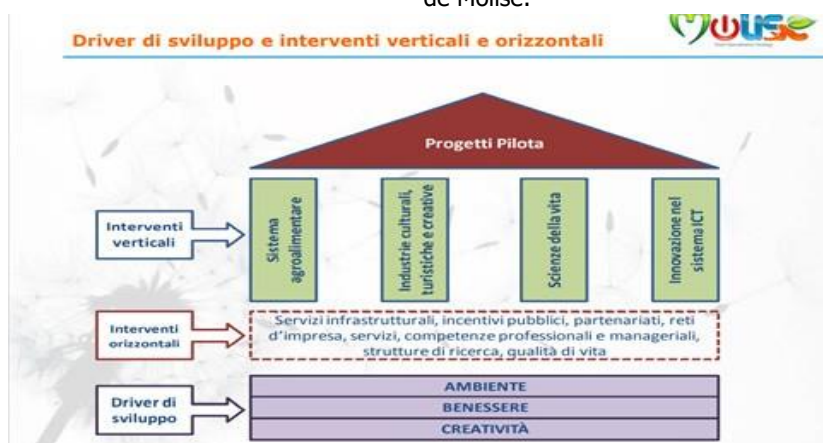 de Molise.
Driver di sviluppo e interventi verticali e orizzontali
MOLISE
Progetti Pilota
Interventi
verticali
Sistema
agroalimentare
Industrie culturali,
turistiche e creative
Scienze della vita
Innovazione nel
sistema ICT
Interventi
orizzontali
Servizi infrastrutturali, incentivi pubblici, partenariati, reti
d'impresa, servizi, competenze professionali e manageriali,
strutture di ricerca, qualità di vita
Driver di
sviluppo
AMBIENTE
BENESSERE
CREATIVITÀ